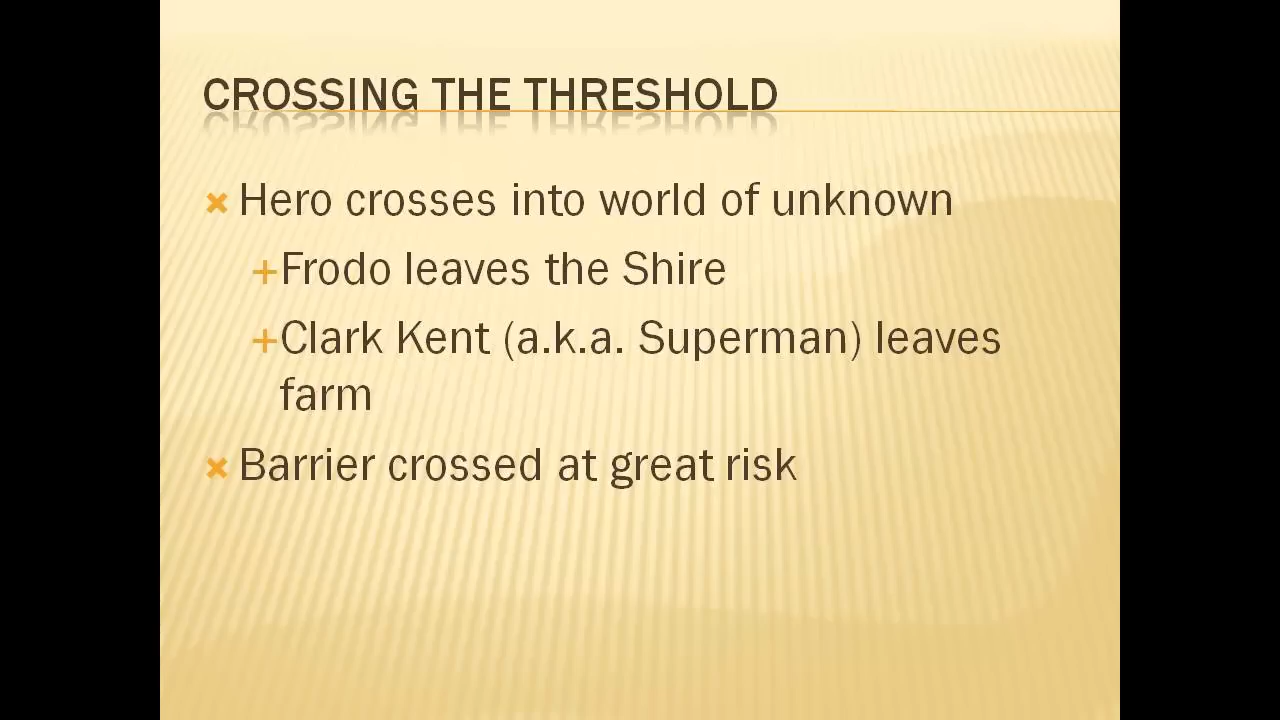 CROSSING THE THRESHOLD
Hero crosses into world of unknown
Frodo leaves the Shire
Clark Kent (a.k.a. Superman) leaves
farm
Barrier crossed at great risk